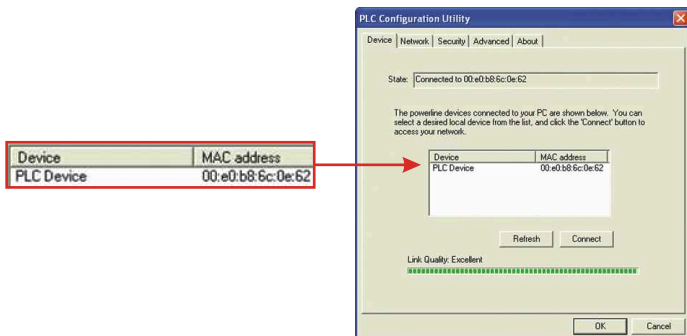 PLC Configuration Utility
Device Network Security Advanced About
State: Connected to 00:e0:b8:6c:0e:62
The powerline devices connected to your PC are shown below. You can
select a desired local device from the list, and click the 'Connect' button to
access your network.
Device MAC address
PLC Device 00:e0:b8:6c:0e:62
Device MAC address
PLC Device 00:e0:b8:6c:0e:62
Refresh Connect
Link Quality: Excellent
OK Cancel